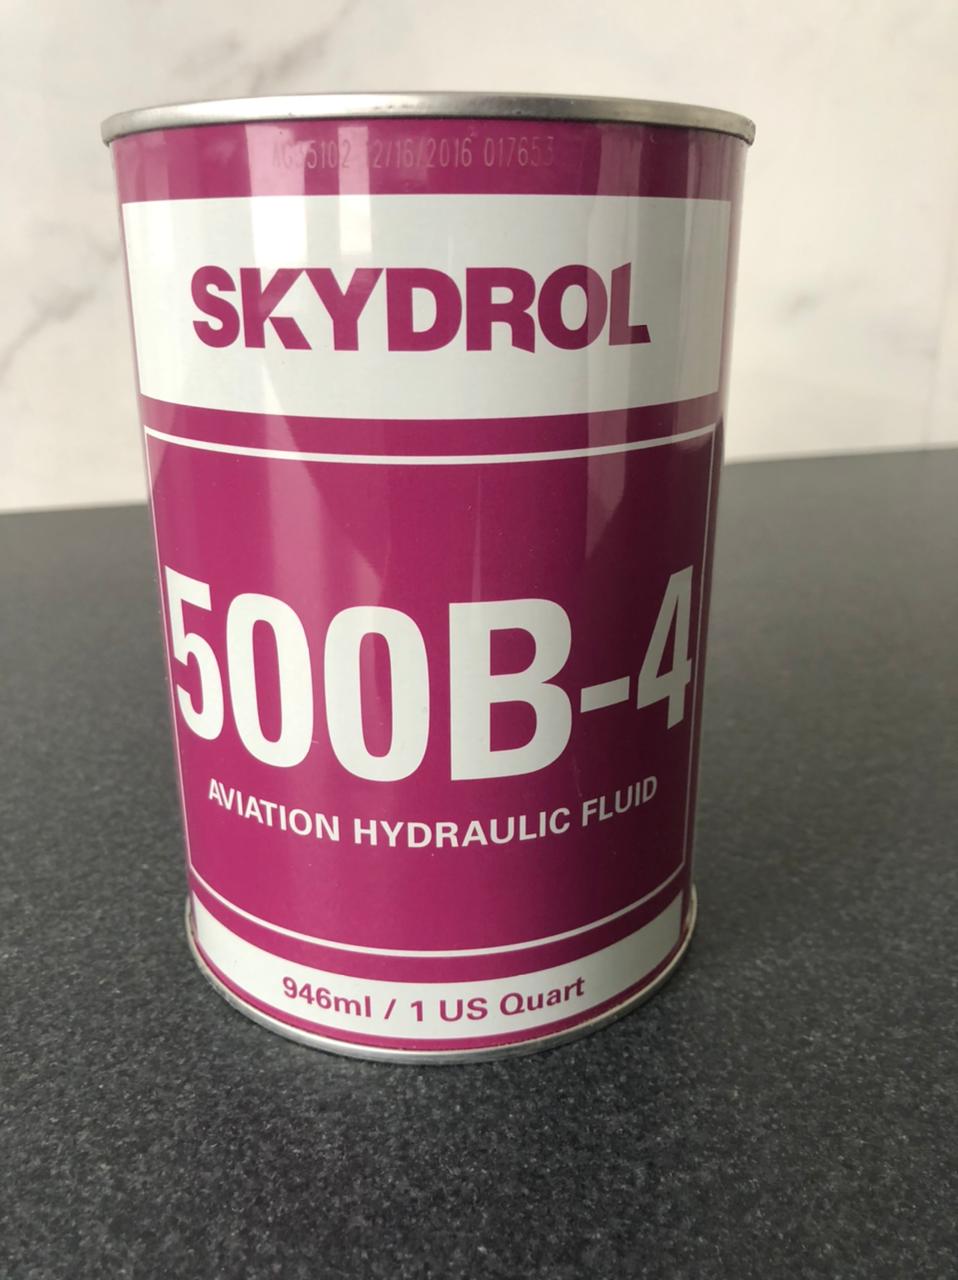 12/16/2016 017653
SKYDROL
500B-4
AVIATION HYDRAULIC FLUID
946ml / 1 US Quart